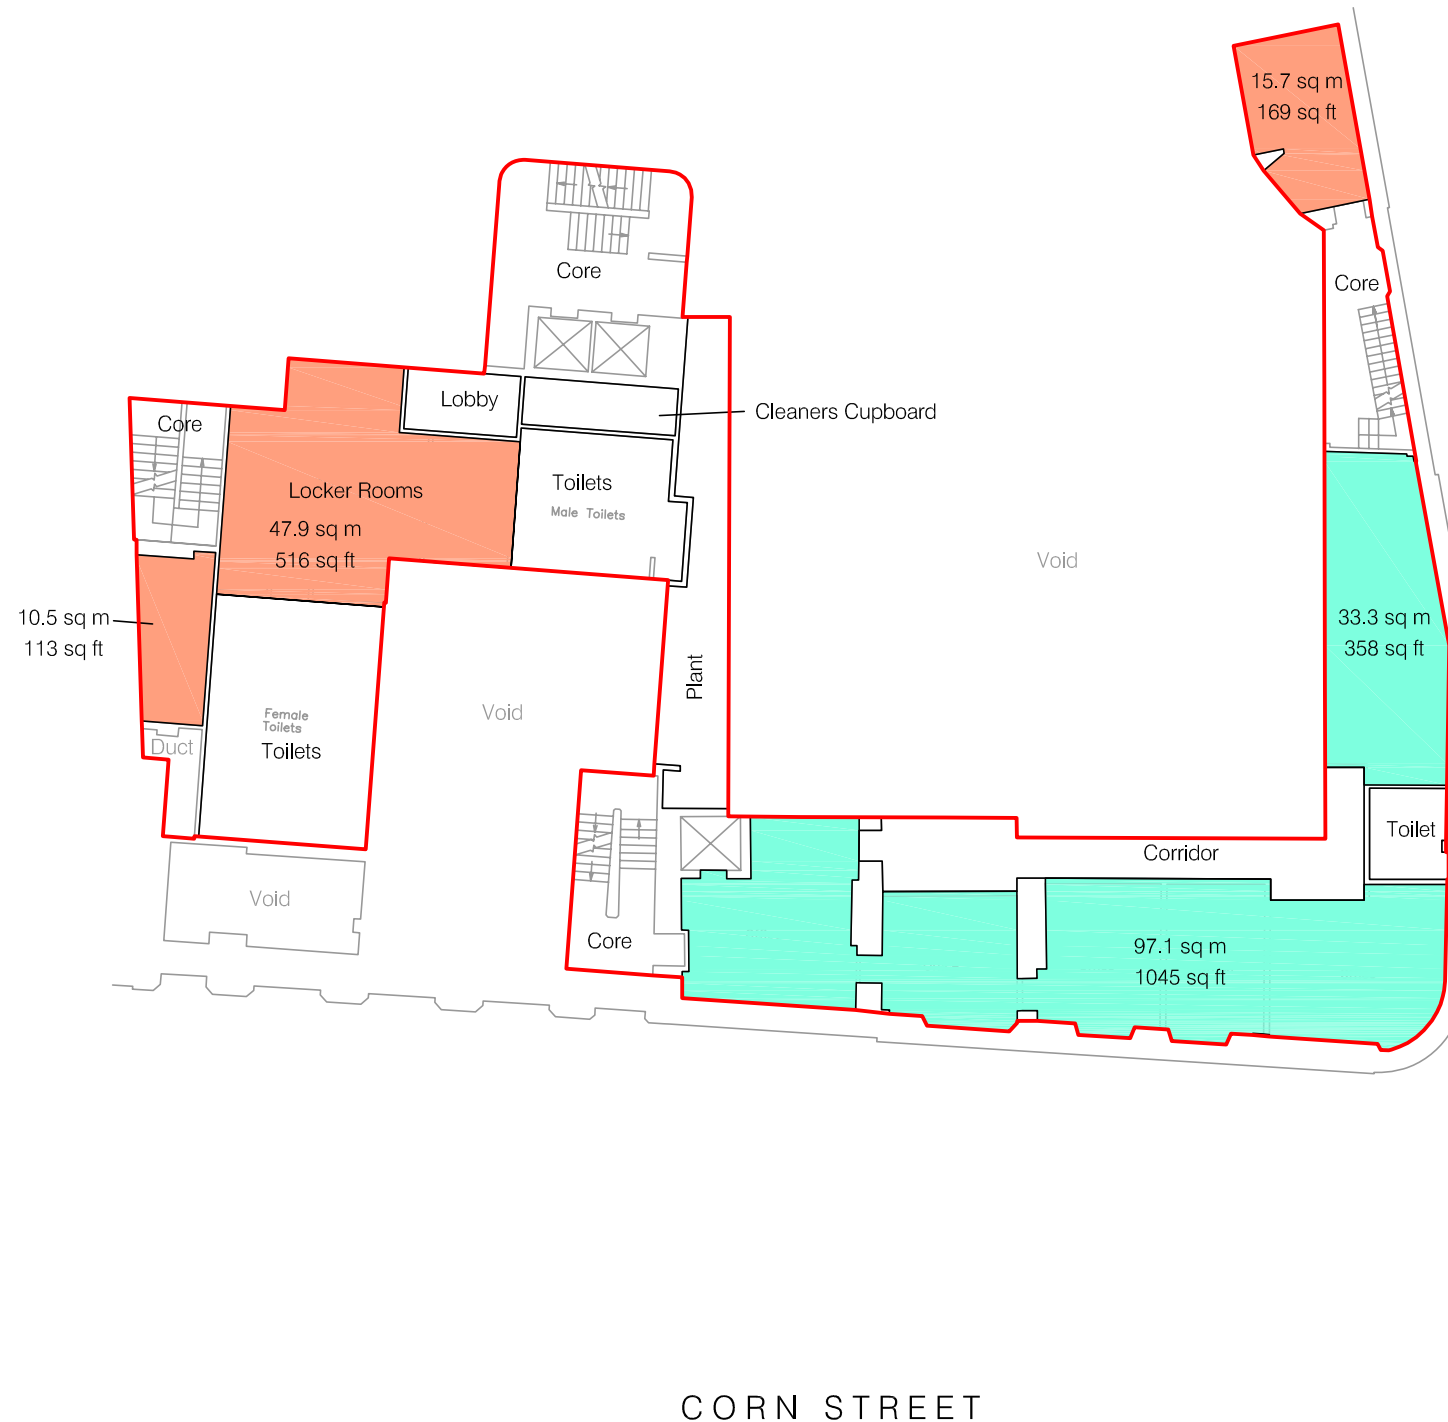 15.7 sq m
169 sq ft
Core
Core
Lobby
Cleaners Cupboard
Core
Toilets
Male Toilets
Locker Rooms
47.9 sq m
516 sq ft
Void
10.5 sq m
113 sq ft
33.3 sq m
358 sq ft
Plant
Void
Female
Toilets
Toilets
Duct
Toilet
Corridor
Void
Core
97.1 sq m
1045 sq ft
CORN STREET